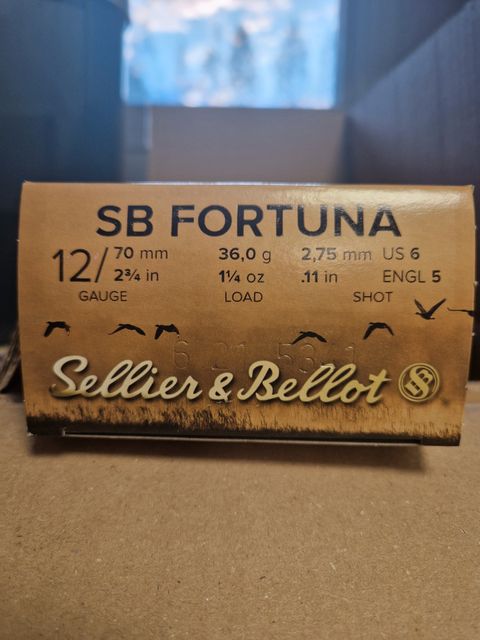 SB FORTUNA
12/ 70 mm 36,0 g 2,75 mm US 6
2¾ in 1¼ oz .11 in ENGL 5
GAUGE LOAD SHOT
Sellier & Bellot